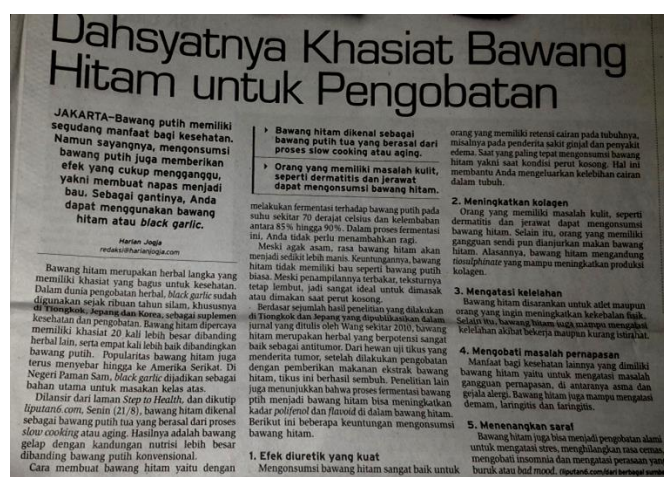 Dahsyatnya Khasiat Bawang
Hitam untuk Pengobatan
JAKARTA—Bawang putih memiliki
segudang manfaat bagi kesehatan.
Namun sayangnya, mengonsumsi
bawang putih juga memberikan
efek yang cukup mengganggu,
yakni membuat napas menjadi
bau. Sebagai gantinya, Anda
dapat menggunakan bawang
hitam atau black garlic.
Harian Jogja
redaksi@harianjogja.com
Bawang hitam merupakan herbal langka yang
memiliki khasiat yang bagus untuk kesehatan.
Dalam dunia pengobatan herbal, black garlic sudah
digunakan sejak ribuan tahun silam, khususnya
di Tiongkok, Jepang dan Korea, sebagai suplemen
kesehatan dan pengobatan. Bawang hitam dipercaya
memiliki khasiat 20 kali lebih besar dibanding
herbal lain, serta empat kali lebih baik dibandingkan
bawang putih. Popularitas bawang hitam juga
terus menyebar hingga ke Amerika Serikat. Di
Negeri Paman Sam, black garlic dijadikan sebagai
bahan utama untuk masakan kelas atas.
Dilansir dari laman Step to Health, dan dikutip
liputan6.com, Senin (21/8), bawang hitam dikenal
sebagai bawang putih tua yang berasal dari proses
slow cooking atau aging. Hasilnya adalah bawang
gelap dengan kandungan nutrisi lebih besar
dibanding bawang putih konvensional.
Cara membuat bawang hitam yaitu dengan
Bawang hitam dikenal sebagai
bawang putih tua yang berasal dari
proses slow cooking atau aging.
Orang yang memiliki masalah kulit,
seperti dermatitis dan jerawat
dapat mengonsumsi bawang hitam.
melakukan fermentasi terhadap bawang putih pada
suhu sekitar 70 derajat celsius dan kelembaban
antara 85% hingga 90%. Dalam proses fermentasi
ini, Anda tidak perlu menambahkan ragi.
Meski agak asam, rasa bawang hitam akan
menjadi sedikit lebih manis. Keuntungannya, bawang
hitam tidak memiliki bau seperti bawang putih
biasa. Meski penampilannya terbakar, teksturnya
tetap lembut, jadi sangat ideal untuk dimasak
atau dimakan saat perut kosong.
Berdasar sejumlah hasil penelitian yang dilakukan
di Tiongkok dan Jepang yang dipublikasikan dalam
jurnal yang ditulis oleh Wang sekitar 2010, bawang
hitam merupakan herbal yang berpotensi sangat
baik sebagai antitumor. Dari hewan uji tikus yang
menderita tumor, setelah dilakukan pengobatan
dengan pemberian makanan ekstrak bawang
hitam, tikus ini berhasil sembuh. Penelitian lain
juga menunjukkan bahwa proses fermentasi bawang
ptih menjadi bawang hitam bisa meningkatkan
kadar polifenol dan flavoid di dalam bawang hitam.
Berikut ini beberapa keuntungan mengonsumsi
bawang hitam.
1. Efek diuretik yang kuat
Mengonsumsi bawang hitam sangat baik untuk
orang yang memiliki retensi cairan pada tubuhnya,
misalnya pada penderita sakit ginjal dan penyakit
edema. Saat yang paling tepat mengonsumsi bawang
hitam yakni saat kondisi perut kosong. Hal ini
membantu Anda mengeluarkan kelebihan cairan
dalam tubuh.
2. Meningkatkan kolagen
Orang yang memiliki masalah kulit, seperti
dermatitis dan jerawat dapat mengonsumsi
bawang hitam. Selain itu, orang yang memiliki
gangguan sendi pun dianjurkan makan bawang
hitam. Alasannya, bawang hitam mengandung
tiosulphinate yang mampu meningkatkan produksi
kolagen.
3. Mengatasi kelelahan
Bawang hitam disarankan untuk atlet maupun
orang yang ingin meningkatkan kekebalan fisik.
Selain itu, bawang hitam juga mampu mengatasi
kelelahan akibat bekerja maupun kurang istirahat.
4. Mengobati masalah pernapasan
Manfaat bagi kesehatan lainnya yang dimiliki
bawang hitam yaitu untuk mengatasi masalah
gangguan pernapasan, di antaranya asma dan
gejala alergi. Bawang hitam juga mampu mengatasi
demam, laringitis dan faringitis.
5. Menenangkan saraf
Bawang hitam juga bisa menjadi pengobatan alami
untuk mengatasi stres, menghilangkan rasa cemas,
mengobati insomnia dan mengatasi perasaan yang
buruk atau bad mood. (liputan6.com/dari berbagai sumber)